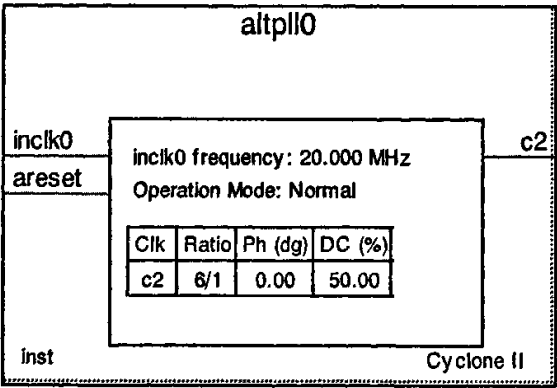 altpll0
inclk0
c2
areset
inclk0 frequency: 20.000 MHz
Operation Mode: Normal
Clk Ratio Ph (dg) DC (%)
c2 6/1 0.00 50.00
inst
Cyclone II